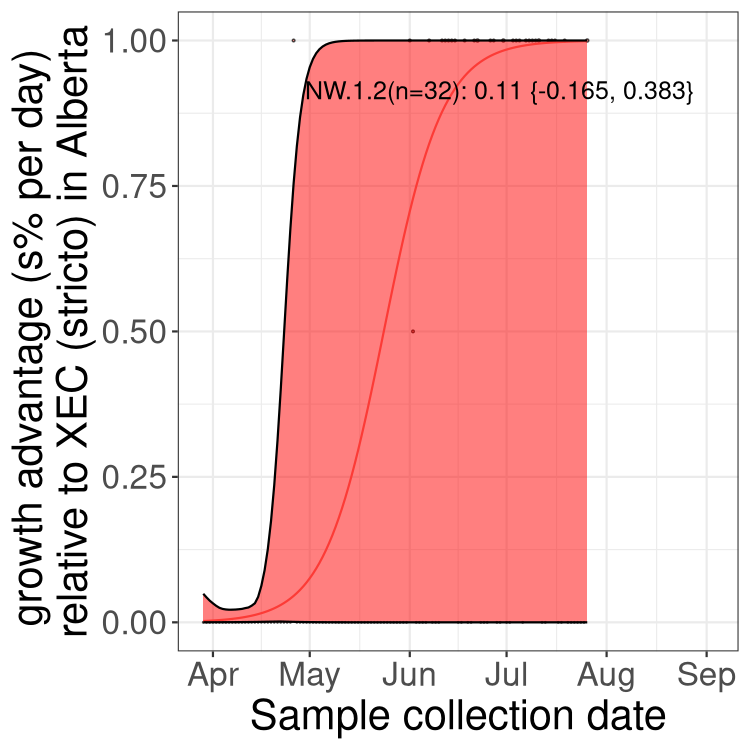 growth advantage (s% per day)
relative to XEC (stricto) in Alberta
1.00
0.75
0.50
0.25
0.00
NW.1.2(n=32): 0.11 {-0.165, 0.383}
Apr May Jun Jul Aug Sep
Sample collection date